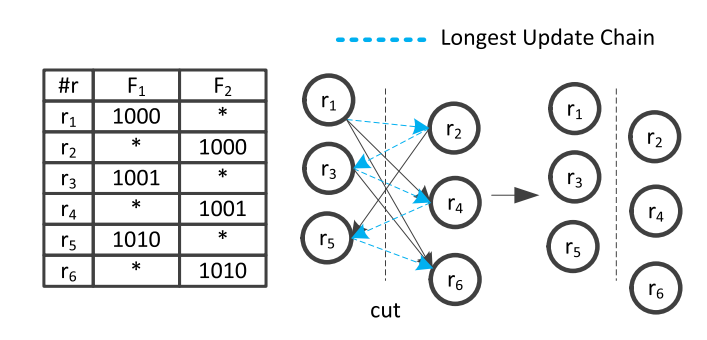 Longest Update Chain
#r F1 F2
r1 1000 *
r2 * 1000
r3 1001 *
r4 * 1001
r5 1010 *
r6 * 1010
r1
r2
r3
r4
r5
r6
cut
r1
r2
r3
r4
r5
r6